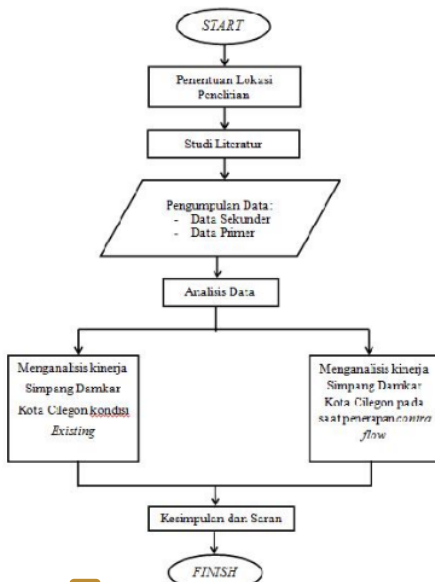 START
Penentuan Lokasi
Penelitian
Studi Literatur
Pengumpulan Data:
- Data Sekunder
- Data Primer
Analisis Data
Menganalisis kinerja
Simpang Damkar
Kota Cilegon kondisi
Existing
Menganalisis kinerja
Simpang Damkar
Kota Cilegon pada
saat penerapan contra
flow
Kesimpulan dan Saran
FINISH